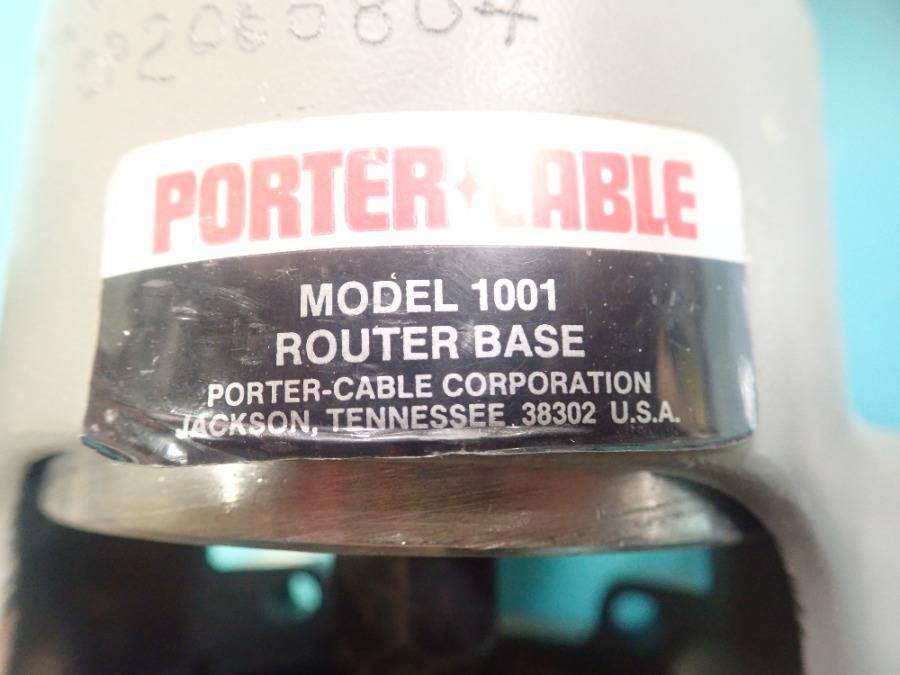 PORTER CABLE
MODEL 1001
ROUTER BASE
PORTER-CABLE CORPORATION
JACKSON, TENNESSEE 38302 U.S.A.